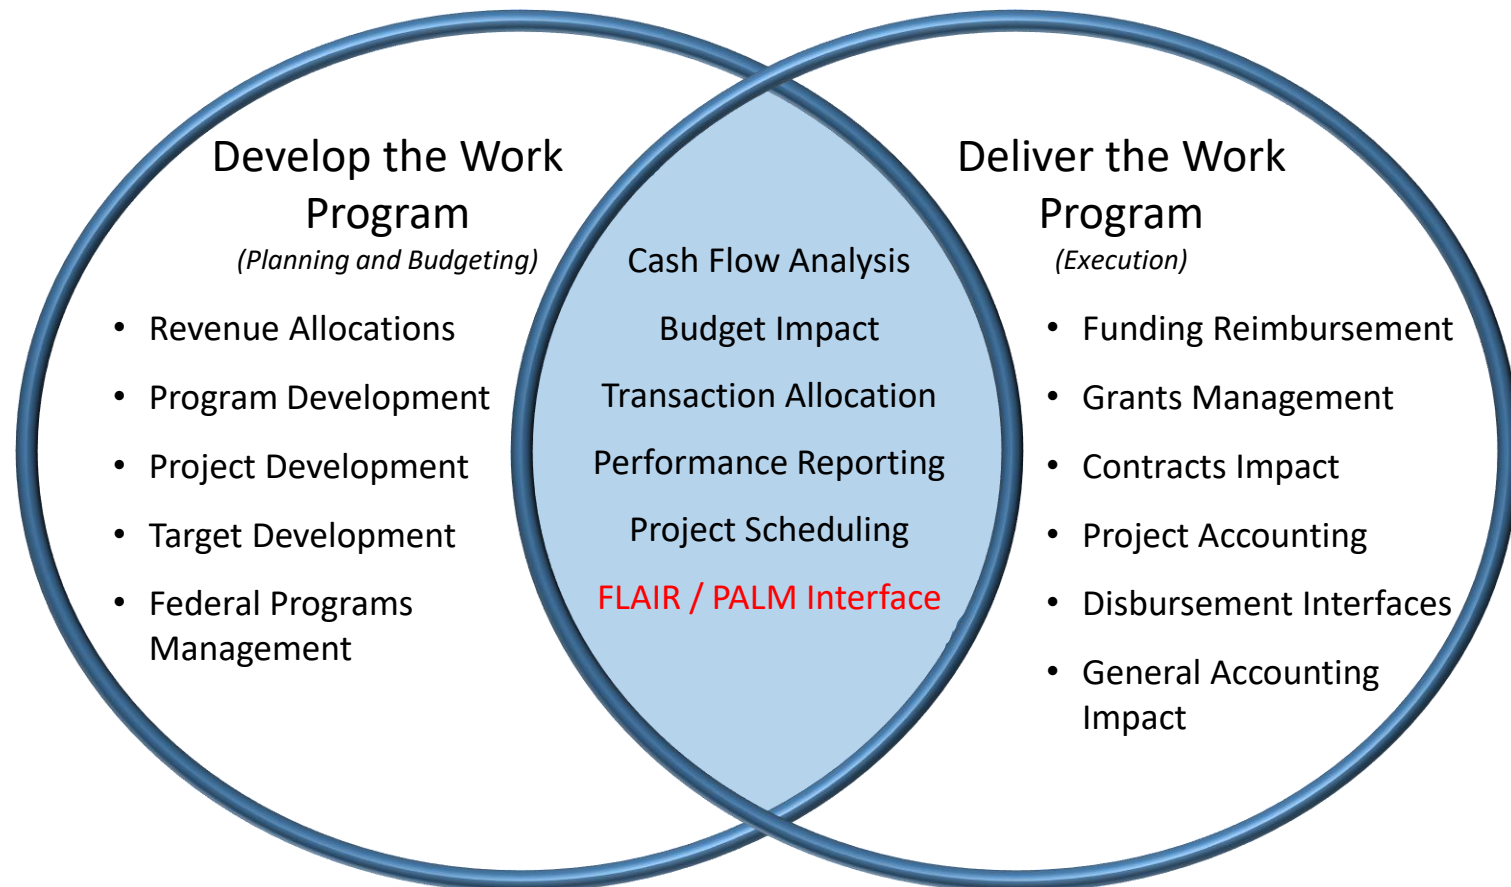 Develop the Work
Program
(Planning and Budgeting)
• Revenue Allocations
• Program Development
• Project Development
• Target Development
• Federal Programs
Management
Cash Flow Analysis
Budget Impact
Transaction Allocation
Performance Reporting
Project Scheduling
FLAIR / PALM Interface
Deliver the Work
Program
(Execution)
• Funding Reimbursement
• Grants Management
• Contracts Impact
• Project Accounting
• Disbursement Interfaces
• General Accounting
Impact